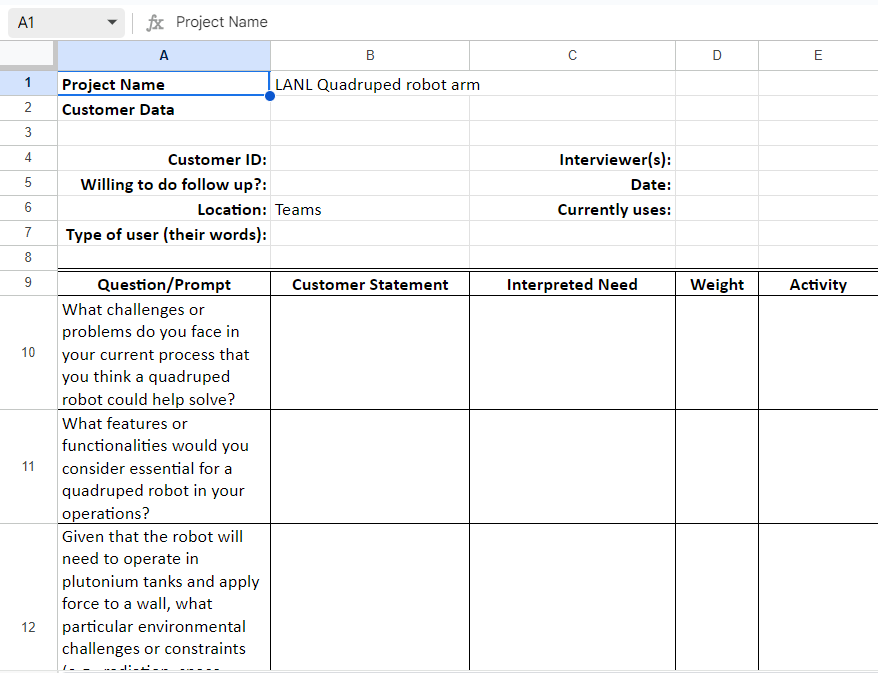 A1 fx Project Name
A B C D E
1 Project Name LANL Quadruped robot arm
2 Customer Data
3
4 Customer ID: Interviewer(s):
5 Willing to do follow up?: Date:
6 Location: Teams Currently uses:
7 Type of user (their words):
8
9 Question/Prompt Customer Statement Interpreted Need Weight Activity
What challenges or
problems do you face in
10 your current process that
you think a quadruped
robot could help solve?
What features or
functionalities would you
11 consider essential for a
quadruped robot in your
operations?
Given that the robot will
need to operate in
plutonium tanks and apply
force to a wall, what
12 particular environmental
challenges or constraints